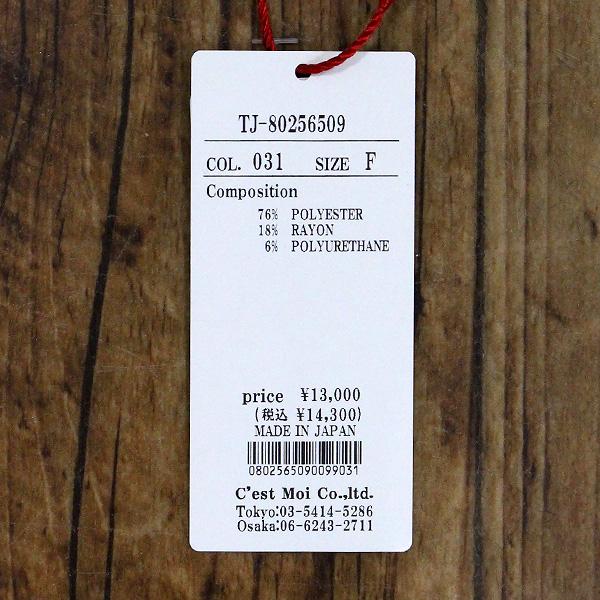 TJ-80256509
COL. 031 SIZE F
Composition
76% POLYESTER
18% RAYON
6% POLYURETHANE
price ¥13,000
(税込 ¥14,300)
MADE IN JAPAN
0802565090099031
C'est Moi Co.,ltd.
Tokyo:03-5414-5286
Osaka:06-6243-2711